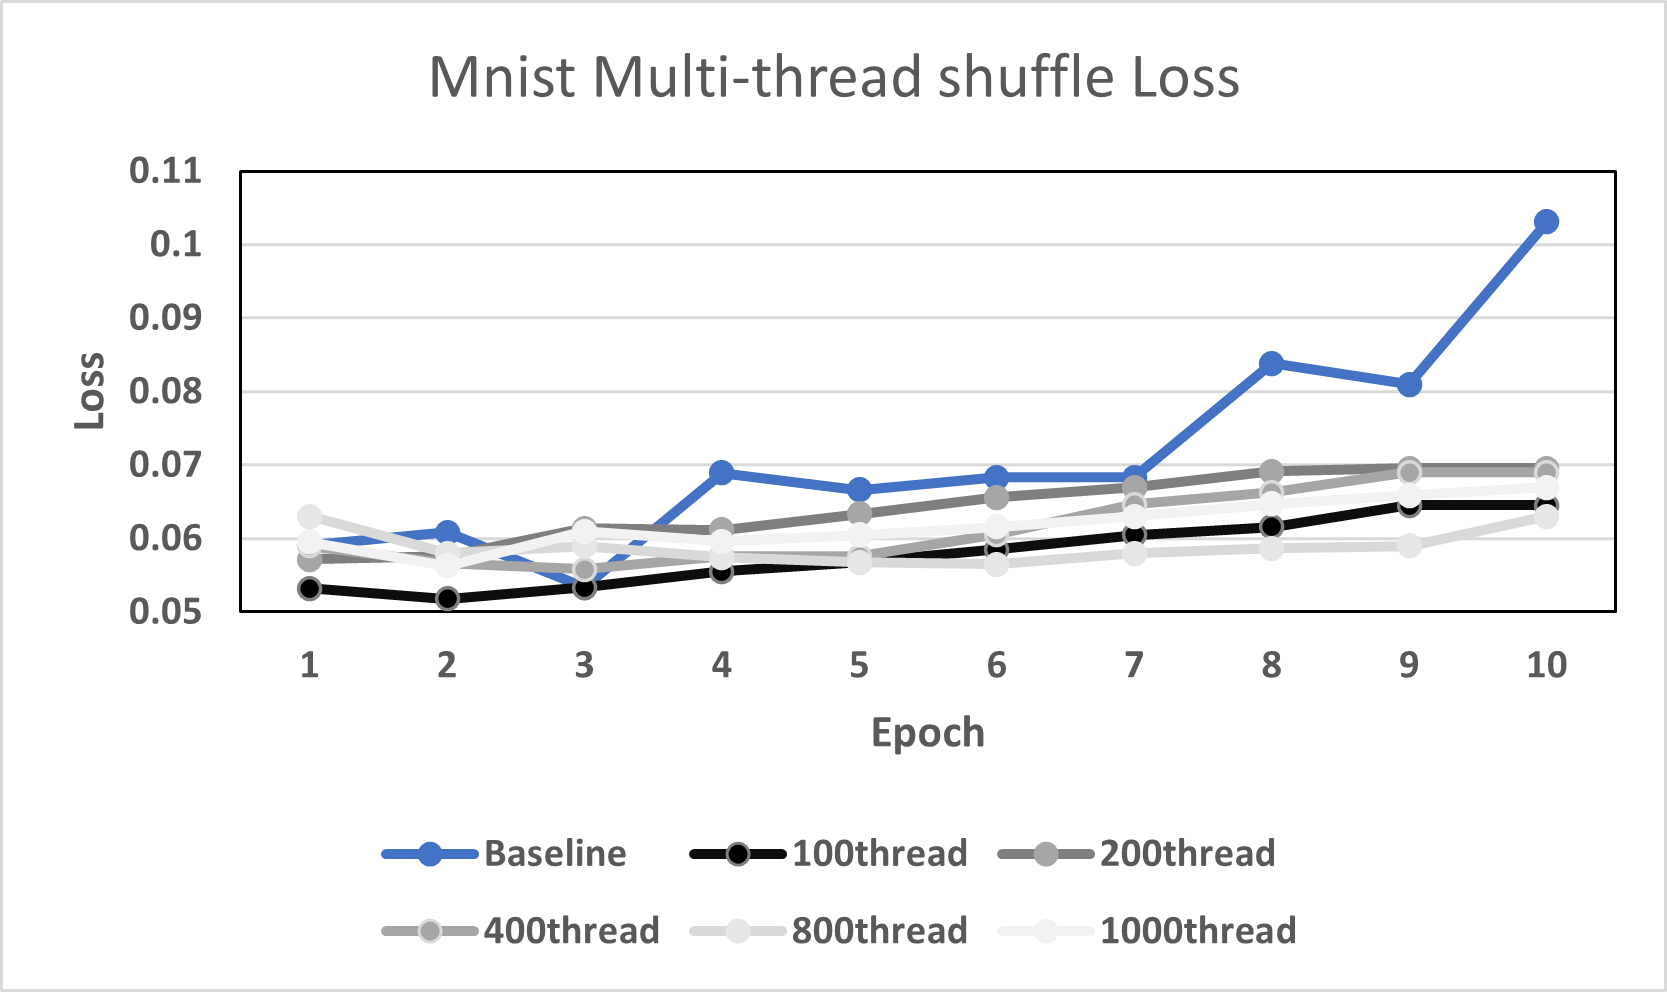 Mnist Multi-thread shuffle Loss
0.11
0.1
0.09
0.08
0.07
0.06
0.05
Loss
1 2 3 4 5 6 7 8 9 10
Epoch
Baseline 100thread 200thread
400thread 800thread 1000thread